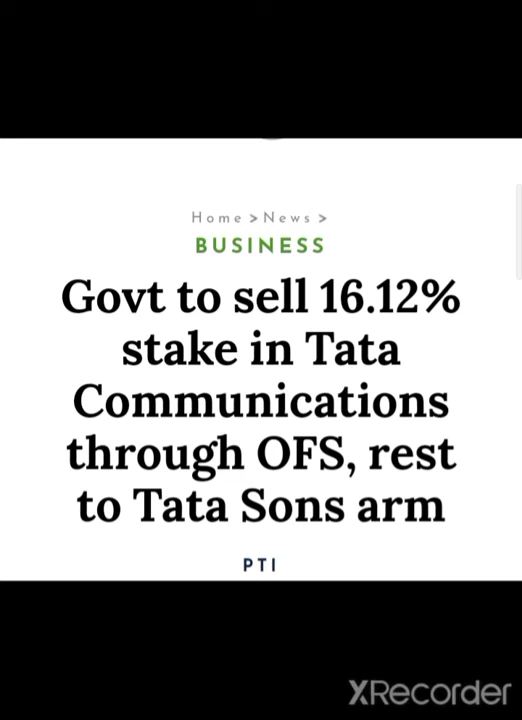 Home > News >
BUSINESS
Govt to sell 16.12%
stake in Tata
Communications
through OFS, rest
to Tata Sons arm
PTI
XRecorder